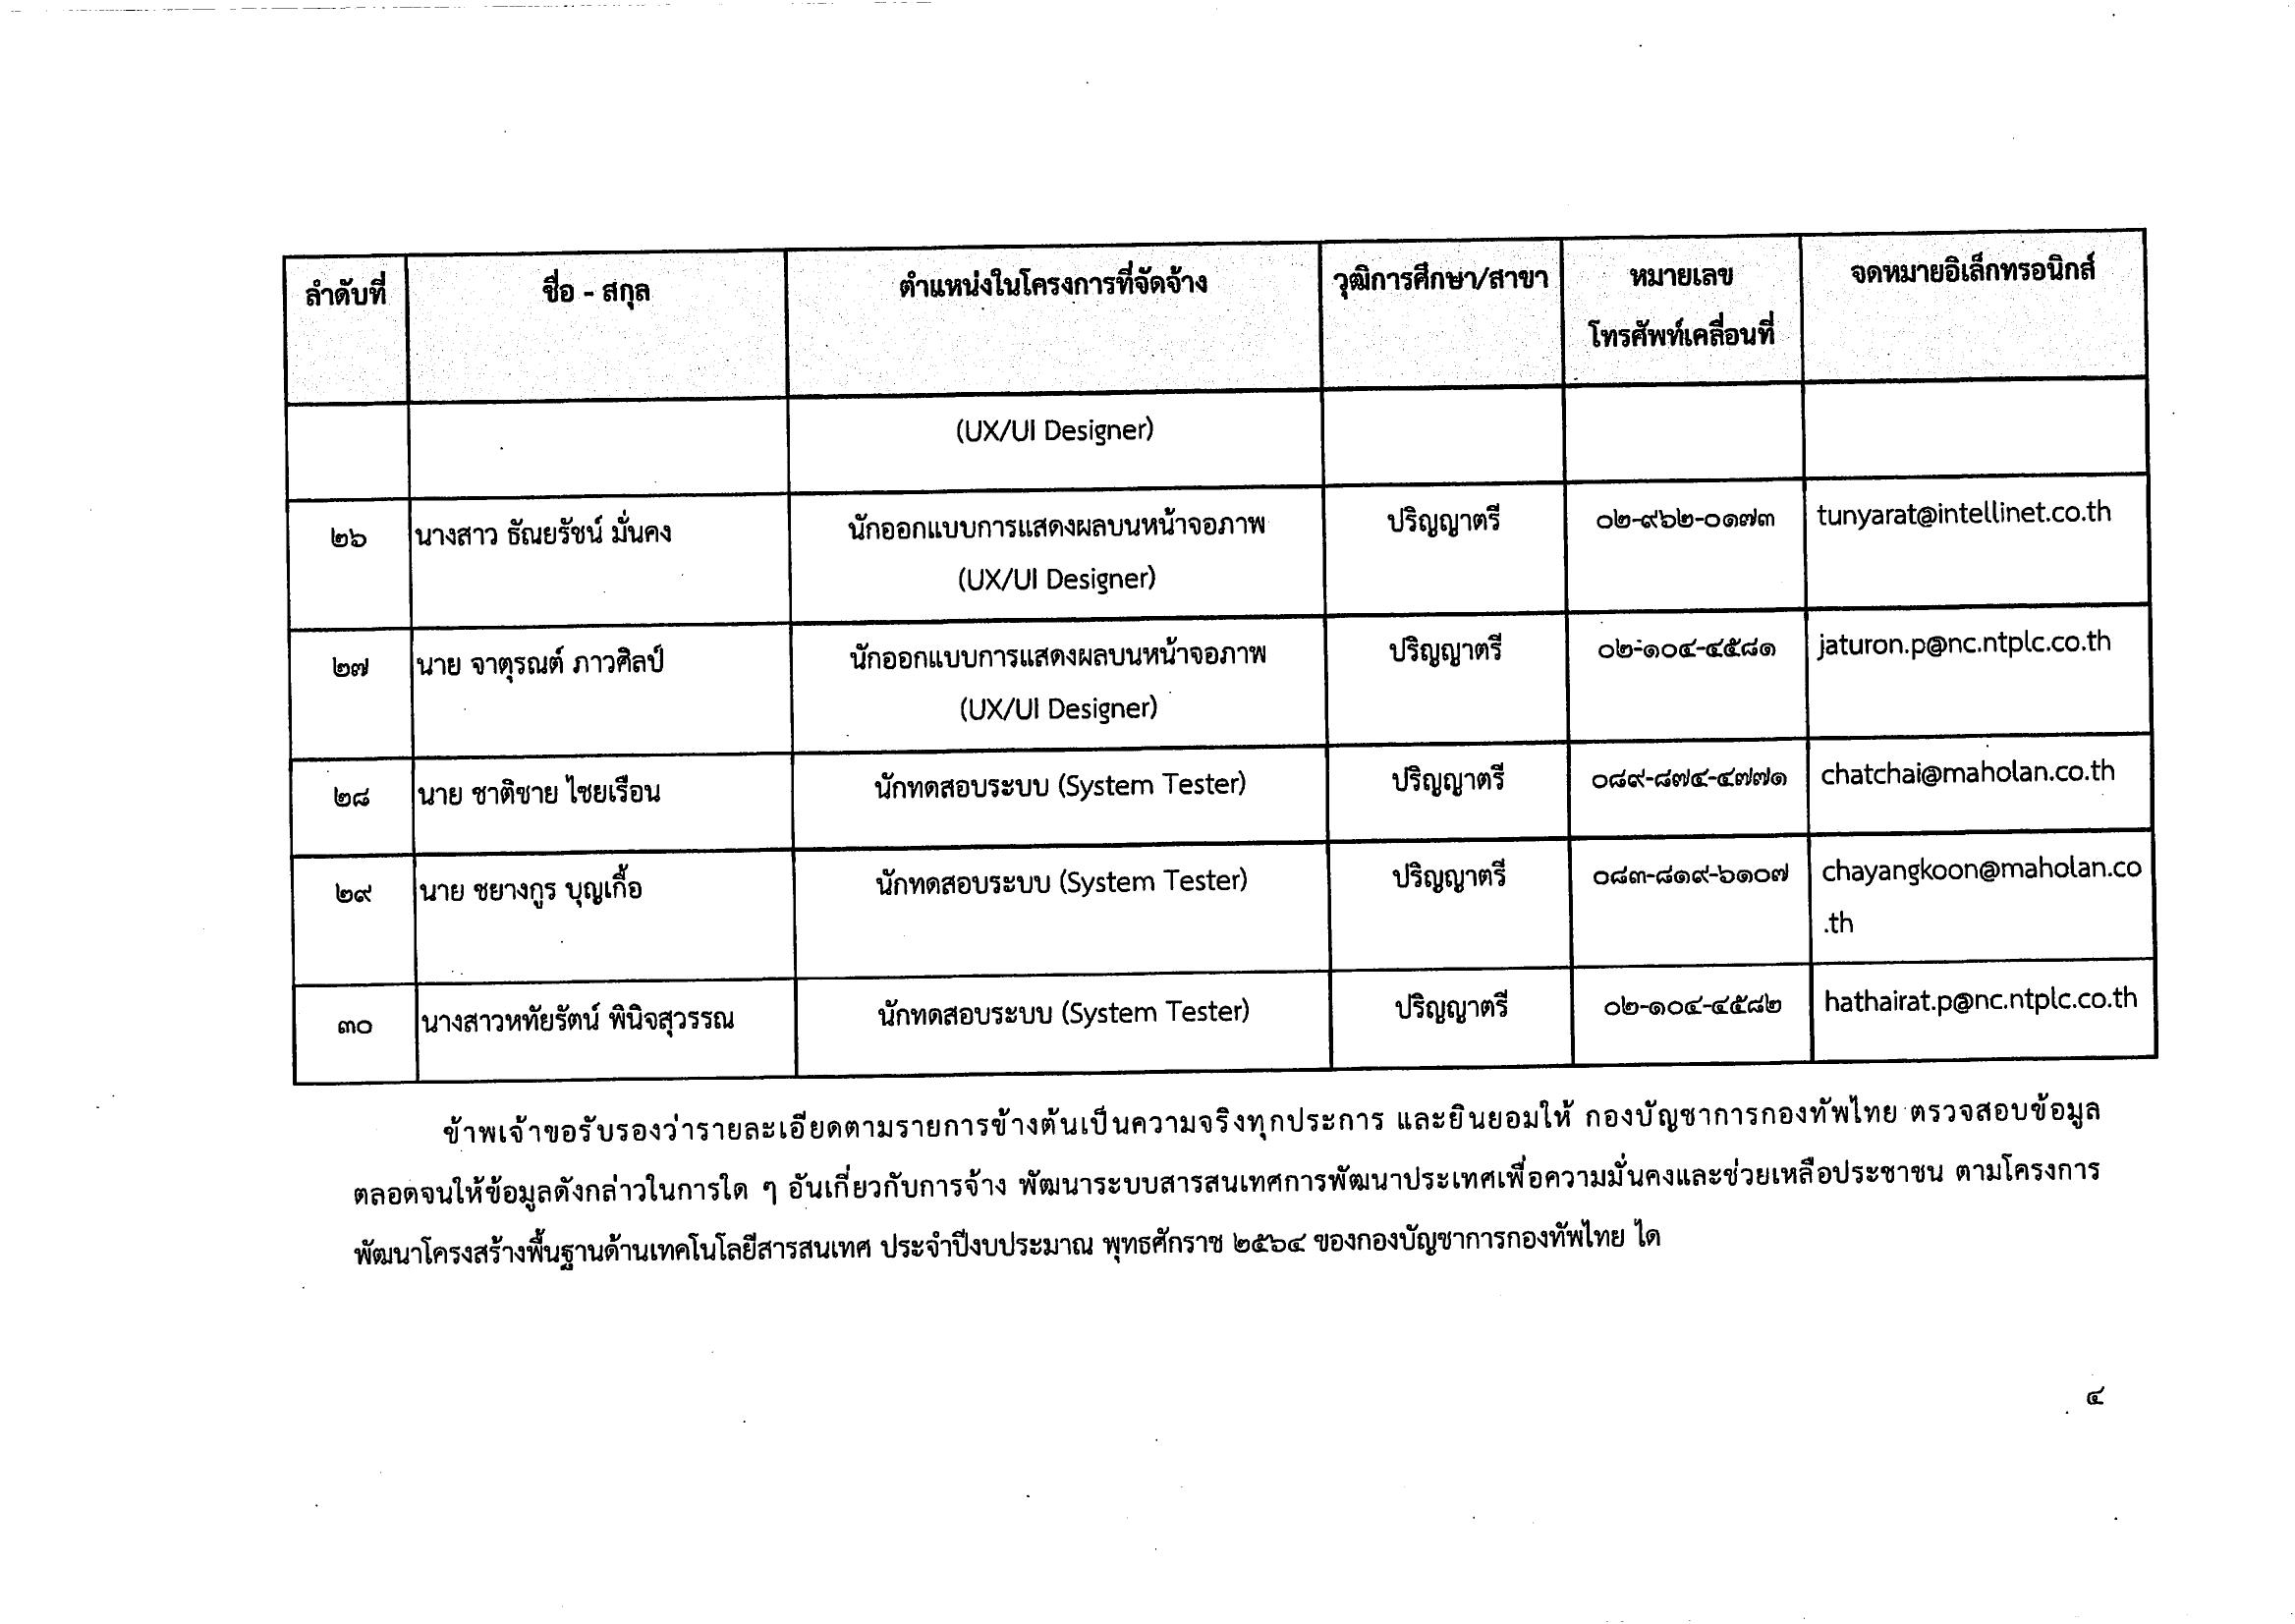 ลำดับที่ ชื่อ - สกุล ตำแหน่งในโครงการที่จัดจ้าง วุฒิการศึกษา/สาขา หมายเลข จดหมายอิเล็กทรอนิกส์
โทรศัพท์เคลื่อนที่
(UX/UI Designer)
๒๖ นางสาว ธัณยรัชน์ มั่นคง นักออกแบบการแสดงผลบนหน้าจอภาพ ปริญญาตรี ๐๒-๙๖๒-๐๑๗๓ tunyarat@intellinet.co.th
(UX/UI Designer)
๒๗ นาย จาตุรณต์ ภาวศิลป์ นักออกแบบการแสดงผลบนหน้าจอภาพ ปริญญาตรี ๐๒-๑๐๔-๔๕๘๑ jaturon.p@nc.ntplc.co.th
(UX/UI Designer)
๒๘ นาย ชาติชาย ไชยเรือน นักทดสอบระบบ (System Tester) ปริญญาตรี ๐๘๙-๘๗๔-๔๗๗๑ chatchai@maholan.co.th
๒๙ นาย ชยางกูร บุญเกื้อ นักทดสอบระบบ (System Tester) ปริญญาตรี ๐๘๓-๘๑๙-๖๑๐๗ chayangkoon@maholan.co
.th
๓๐ นางสาวหทัยรัตน์ พินิจสุวรรณ นักทดสอบระบบ (System Tester) ปริญญาตรี ๐๒-๑๐๔-๔๕๘๒ hathairat.p@nc.ntplc.co.th
ข้าพเจ้าขอรับรองว่ารายละเอียดตามรายการข้างต้นเป็นความจริงทุกประการ และยินยอมให้ กองบัญชาการกองทัพไทย ตรวจสอบข้อมูล
ตลอดจนให้ข้อมูลดังกล่าวในการใด ๆ อันเกี่ยวกับการจ้าง พัฒนาระบบสารสนเทศการพัฒนาประเทศเพื่อความมั่นคงและช่วยเหลือประชาชน ตามโครงการ
พัฒนาโครงสร้างพื้นฐานด้านเทคโนโลยีสารสนเทศ ประจำปีงบประมาณ พุทธศักราช ๒๕๖๔ ของกองบัญชาการกองทัพไทย ได
๔